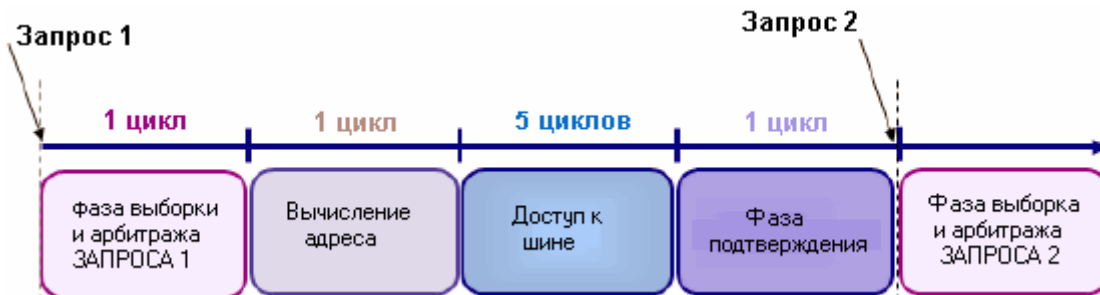 Запрос 1
Запрос 2
1 цикл
1 цикл
5 циклов
1 цикл
Фаза выборки
и арбитража
ЗАПРОСА 1
Вычисление
адреса
Доступ к
шине
Фаза
подтверждения
Фаза выборка
и арбитража
ЗАПРОСА 2